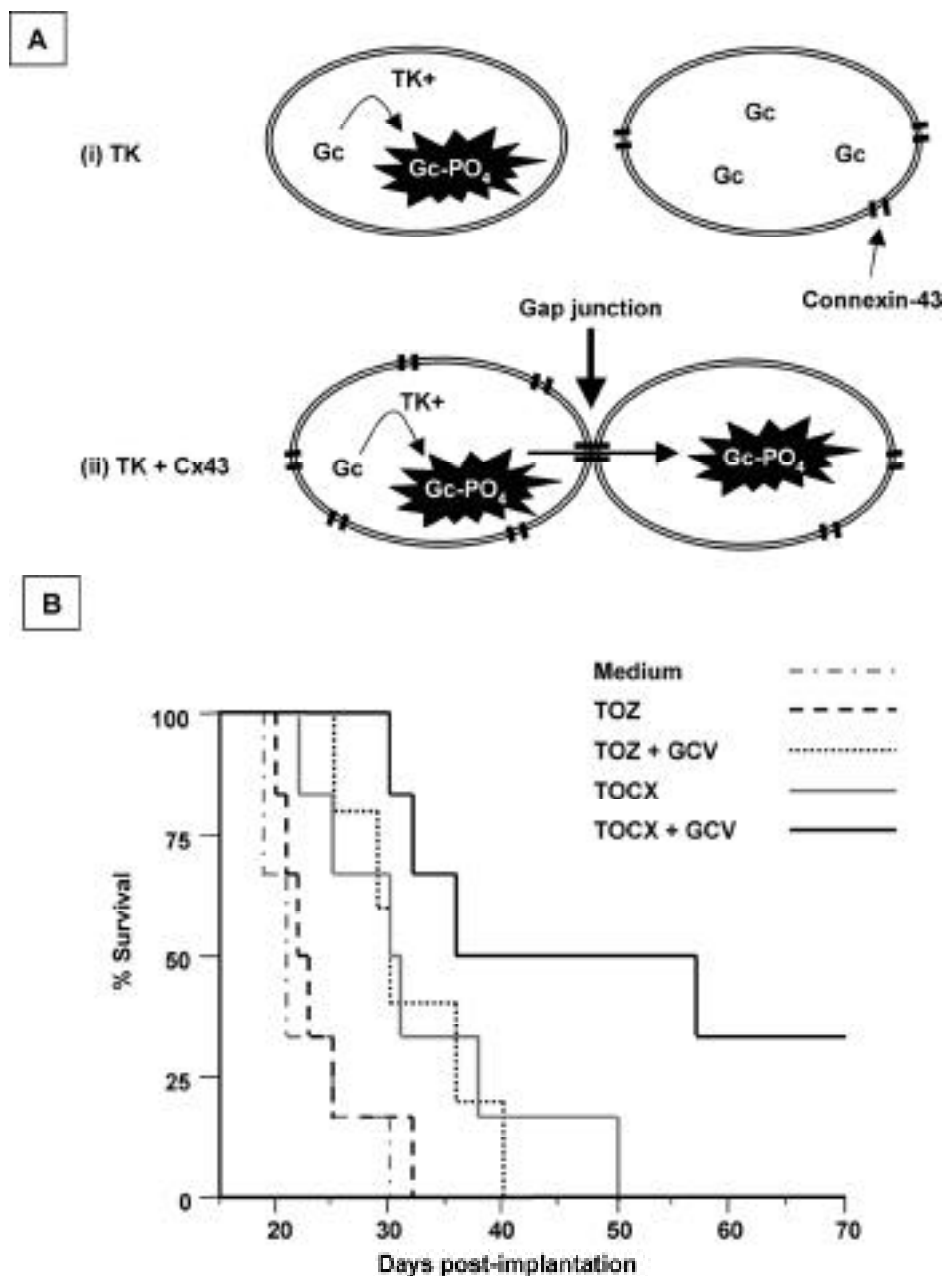 A
TK+
Gc
Gc-PO4
Gc
Gc
Gc
(i) TK
Connexin-43
Gap junction
TK+
Gc
Gc-PO4
Gc-PO4
(ii) TK + Cx43
B
Medium
TOZ
TOZ + GCV
TOCX
TOCX + GCV
100
75
50
25
0
% Survival
20 30 40 50 60 70
Days post-implantation